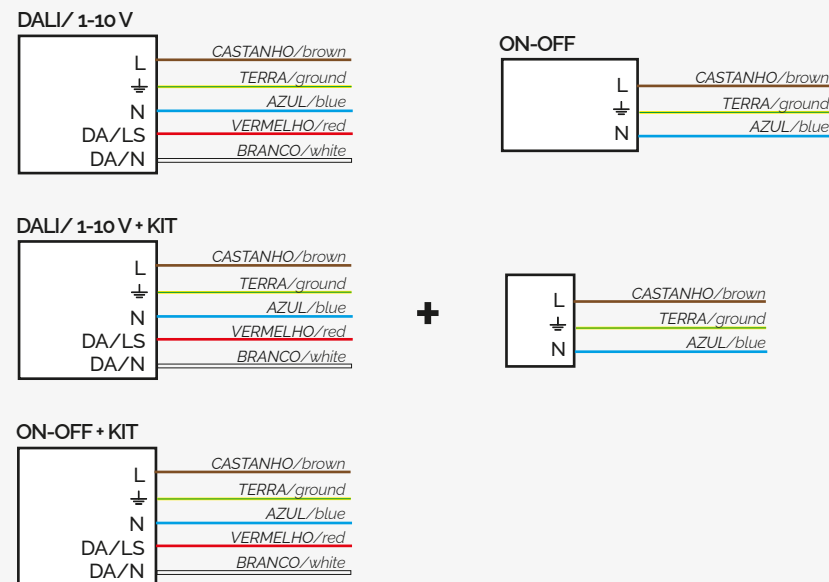 DALI/ 1-10 V
L CASTANHO/brown
TERRA/ground
N AZUL/blue
DA/LS VERMELHO/red
DA/N BRANCO/white
ON-OFF
L CASTANHO/brown
TERRA/ground
N AZUL/blue
DALI/ 1-10 V + KIT
L CASTANHO/brown
TERRA/ground
N AZUL/blue
DA/LS VERMELHO/red
DA/N BRANCO/white
+
L CASTANHO/brown
TERRA/ground
N AZUL/blue
ON-OFF + KIT
L CASTANHO/brown
TERRA/ground
N AZUL/blue
DA/LS VERMELHO/red
DA/N BRANCO/white